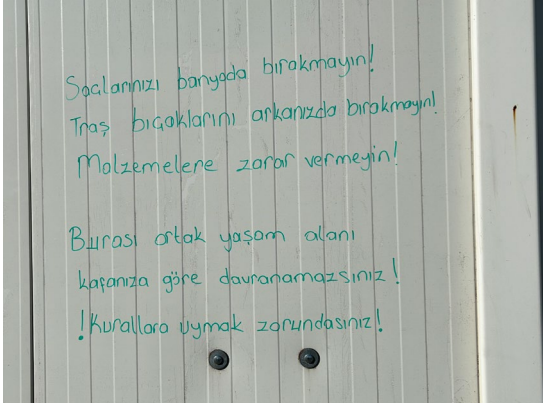 Saçlarınızı banyoda bırakmayın!
Traş bıçaklarını arkanızda bırakmayın!
Malzemelere zarar vermeyin!
Burası ortak yaşam alanı
kafanıza göre davranamazsınız!
!Kurallara uymak zorundasınız!